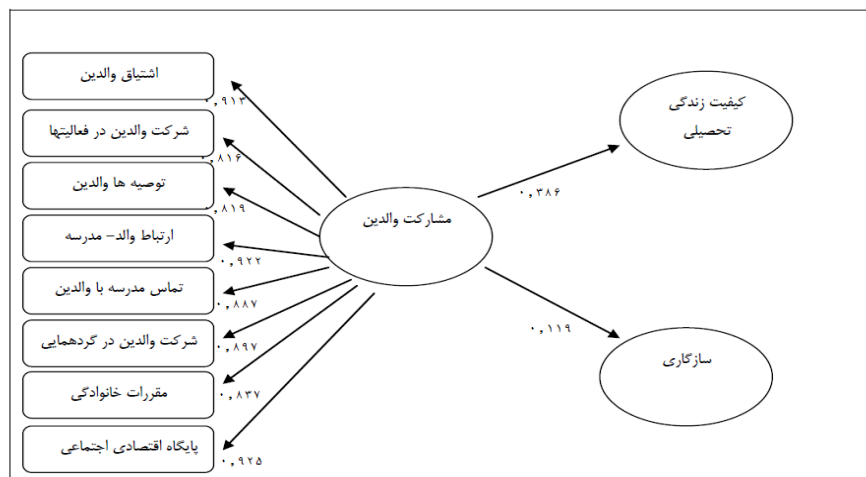 اشتیاق والدین
۰,۹۱۳
شرکت والدین در فعالیتها
۰,۸۱۶
توصیه ها والدین
۰,۸۱۹
ارتباط والد– مدرسه
۰,۹۲۲
تماس مدرسه با والدین
۰,۸۸۷
شرکت والدین در گردهمایی
۰,۸۹۷
مقررات خانوادگی
۰,۸۳۷
پایگاه اقتصادی اجتماعی
۰,۹۲۵
مشارکت والدین
۰,۳۸۶
کیفیت زندگی
تحصیلی
۰,۱۱۹
سازگاری